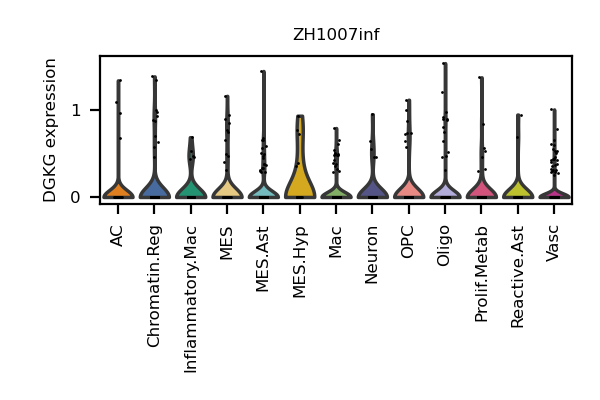 ZH1007inf
DGKG expression
1
0
AC
Chromatin.Reg
Inflammatory.Mac
MES
MES.Ast
MES.Hyp
Mac
Neuron
OPC
Oligo
Prolif.Metab
Reactive.Ast
Vasc